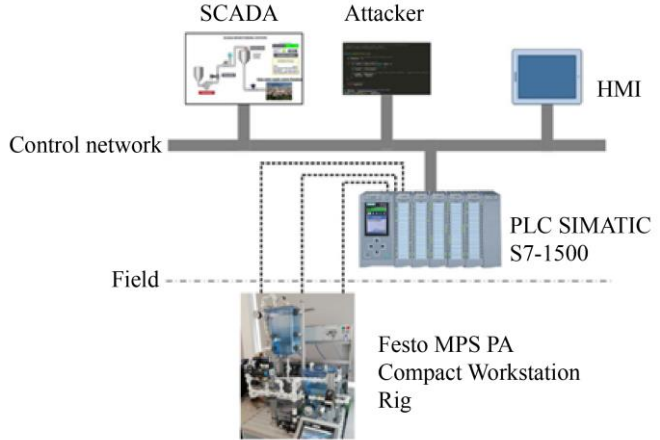 SCADA
Attacker
HMI
Control network
PLC SIMATIC
S7-1500
Field
Festo MPS PA
Compact Workstation
Rig